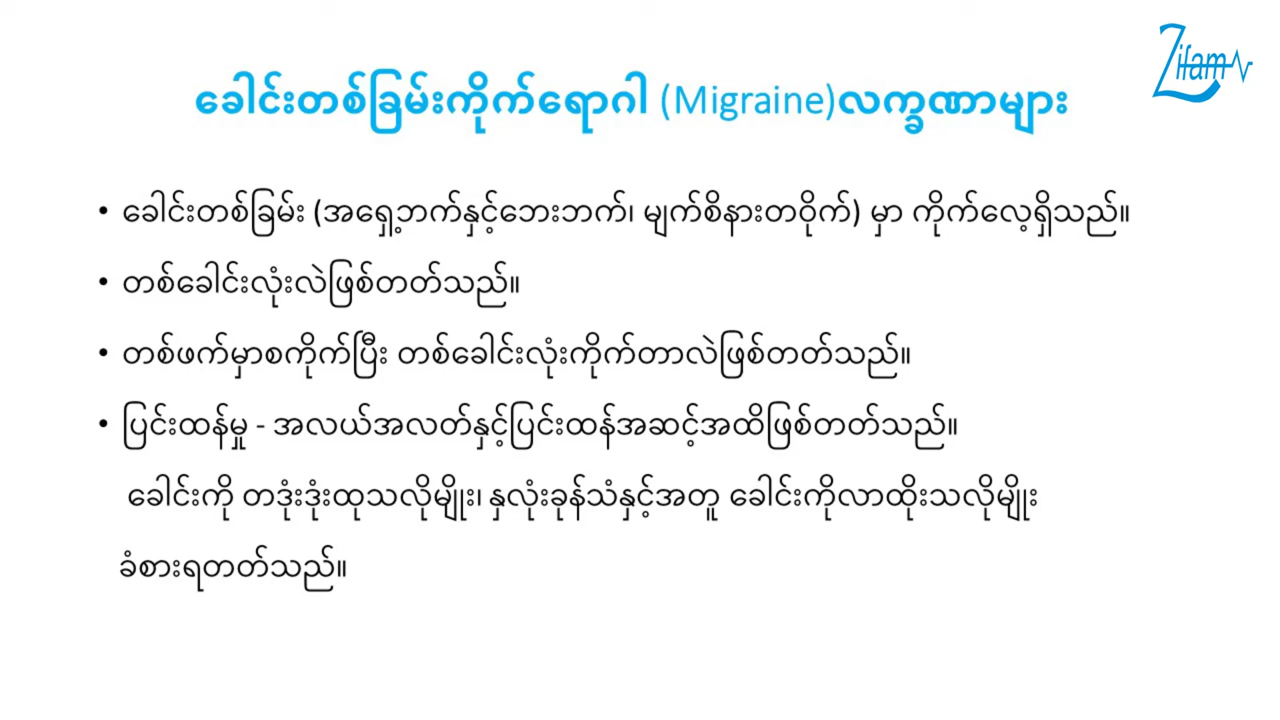 Zifam
ခေါင်းတစ်ခြမ်းကိုက်ရောဂါ (Migraine)လက္ခဏာများ
• ခေါင်းတစ်ခြမ်း (အရှေ့ဘက်နှင့်ဘေးဘက်၊ မျက်စိနားတဝိုက်) မှာ ကိုက်လေ့ရှိသည်။
• တစ်ခေါင်းလုံးလဲဖြစ်တတ်သည်။
• တစ်ဖက်မှာစကိုက်ပြီး တစ်ခေါင်းလုံးကိုက်တာလဲဖြစ်တတ်သည်။
• ပြင်းထန်မှု - အလယ်အလတ်နှင့်ပြင်းထန်အဆင့်အထိဖြစ်တတ်သည်။
ခေါင်းကို တဒုံးဒုံးထုသလိုမျိုး၊ နှလုံးခုန်သံနှင့်အတူ ခေါင်းကိုလာထိုးသလိုမျိုး
ခံစားရတတ်သည်။